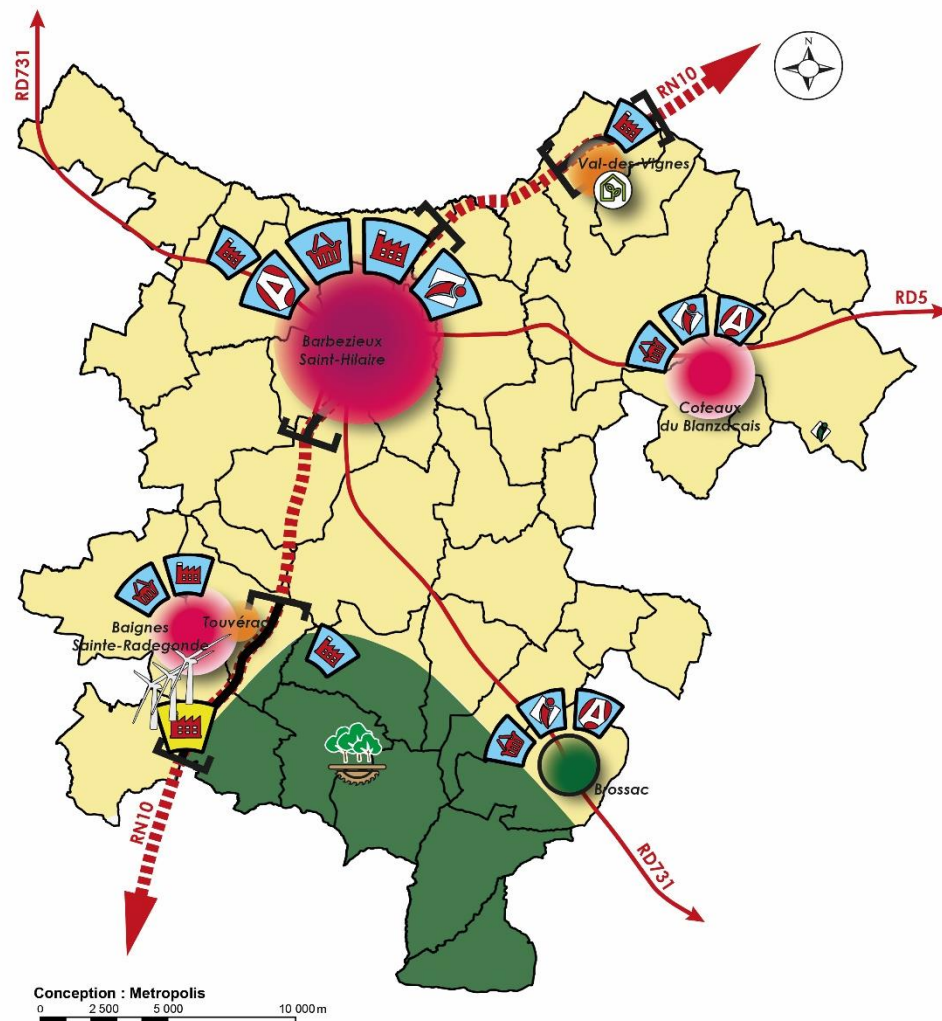 RD731
RN10
N
Val-des-Vignes
RD5
Barbezieux
Saint-Hilaire
Coteaux
du Blanzacais
Baignes
Sainte-Radegonde
Touvérac
Brossac
RN10
RD731
Conception : Metropolis
0 2 500 5 000 10 000 m